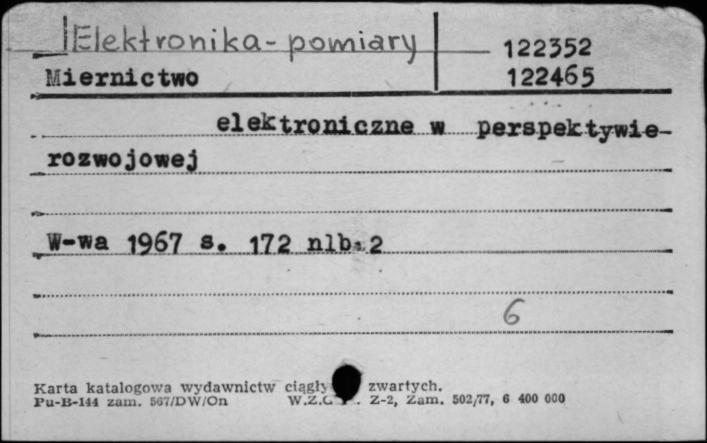 Elektronika - pomiary 122352
Miernictwo 122465
elektroniczne w perspektywie
rozwojowej
W-wa 1967 s. 172 nlb. 2
6
Karta katalogowa wydawnictw ciągły zwartych.
Pu-B-144 zam. 567/DW/On W.Z.G Z-2, Zam. 502/77, 6 400 000